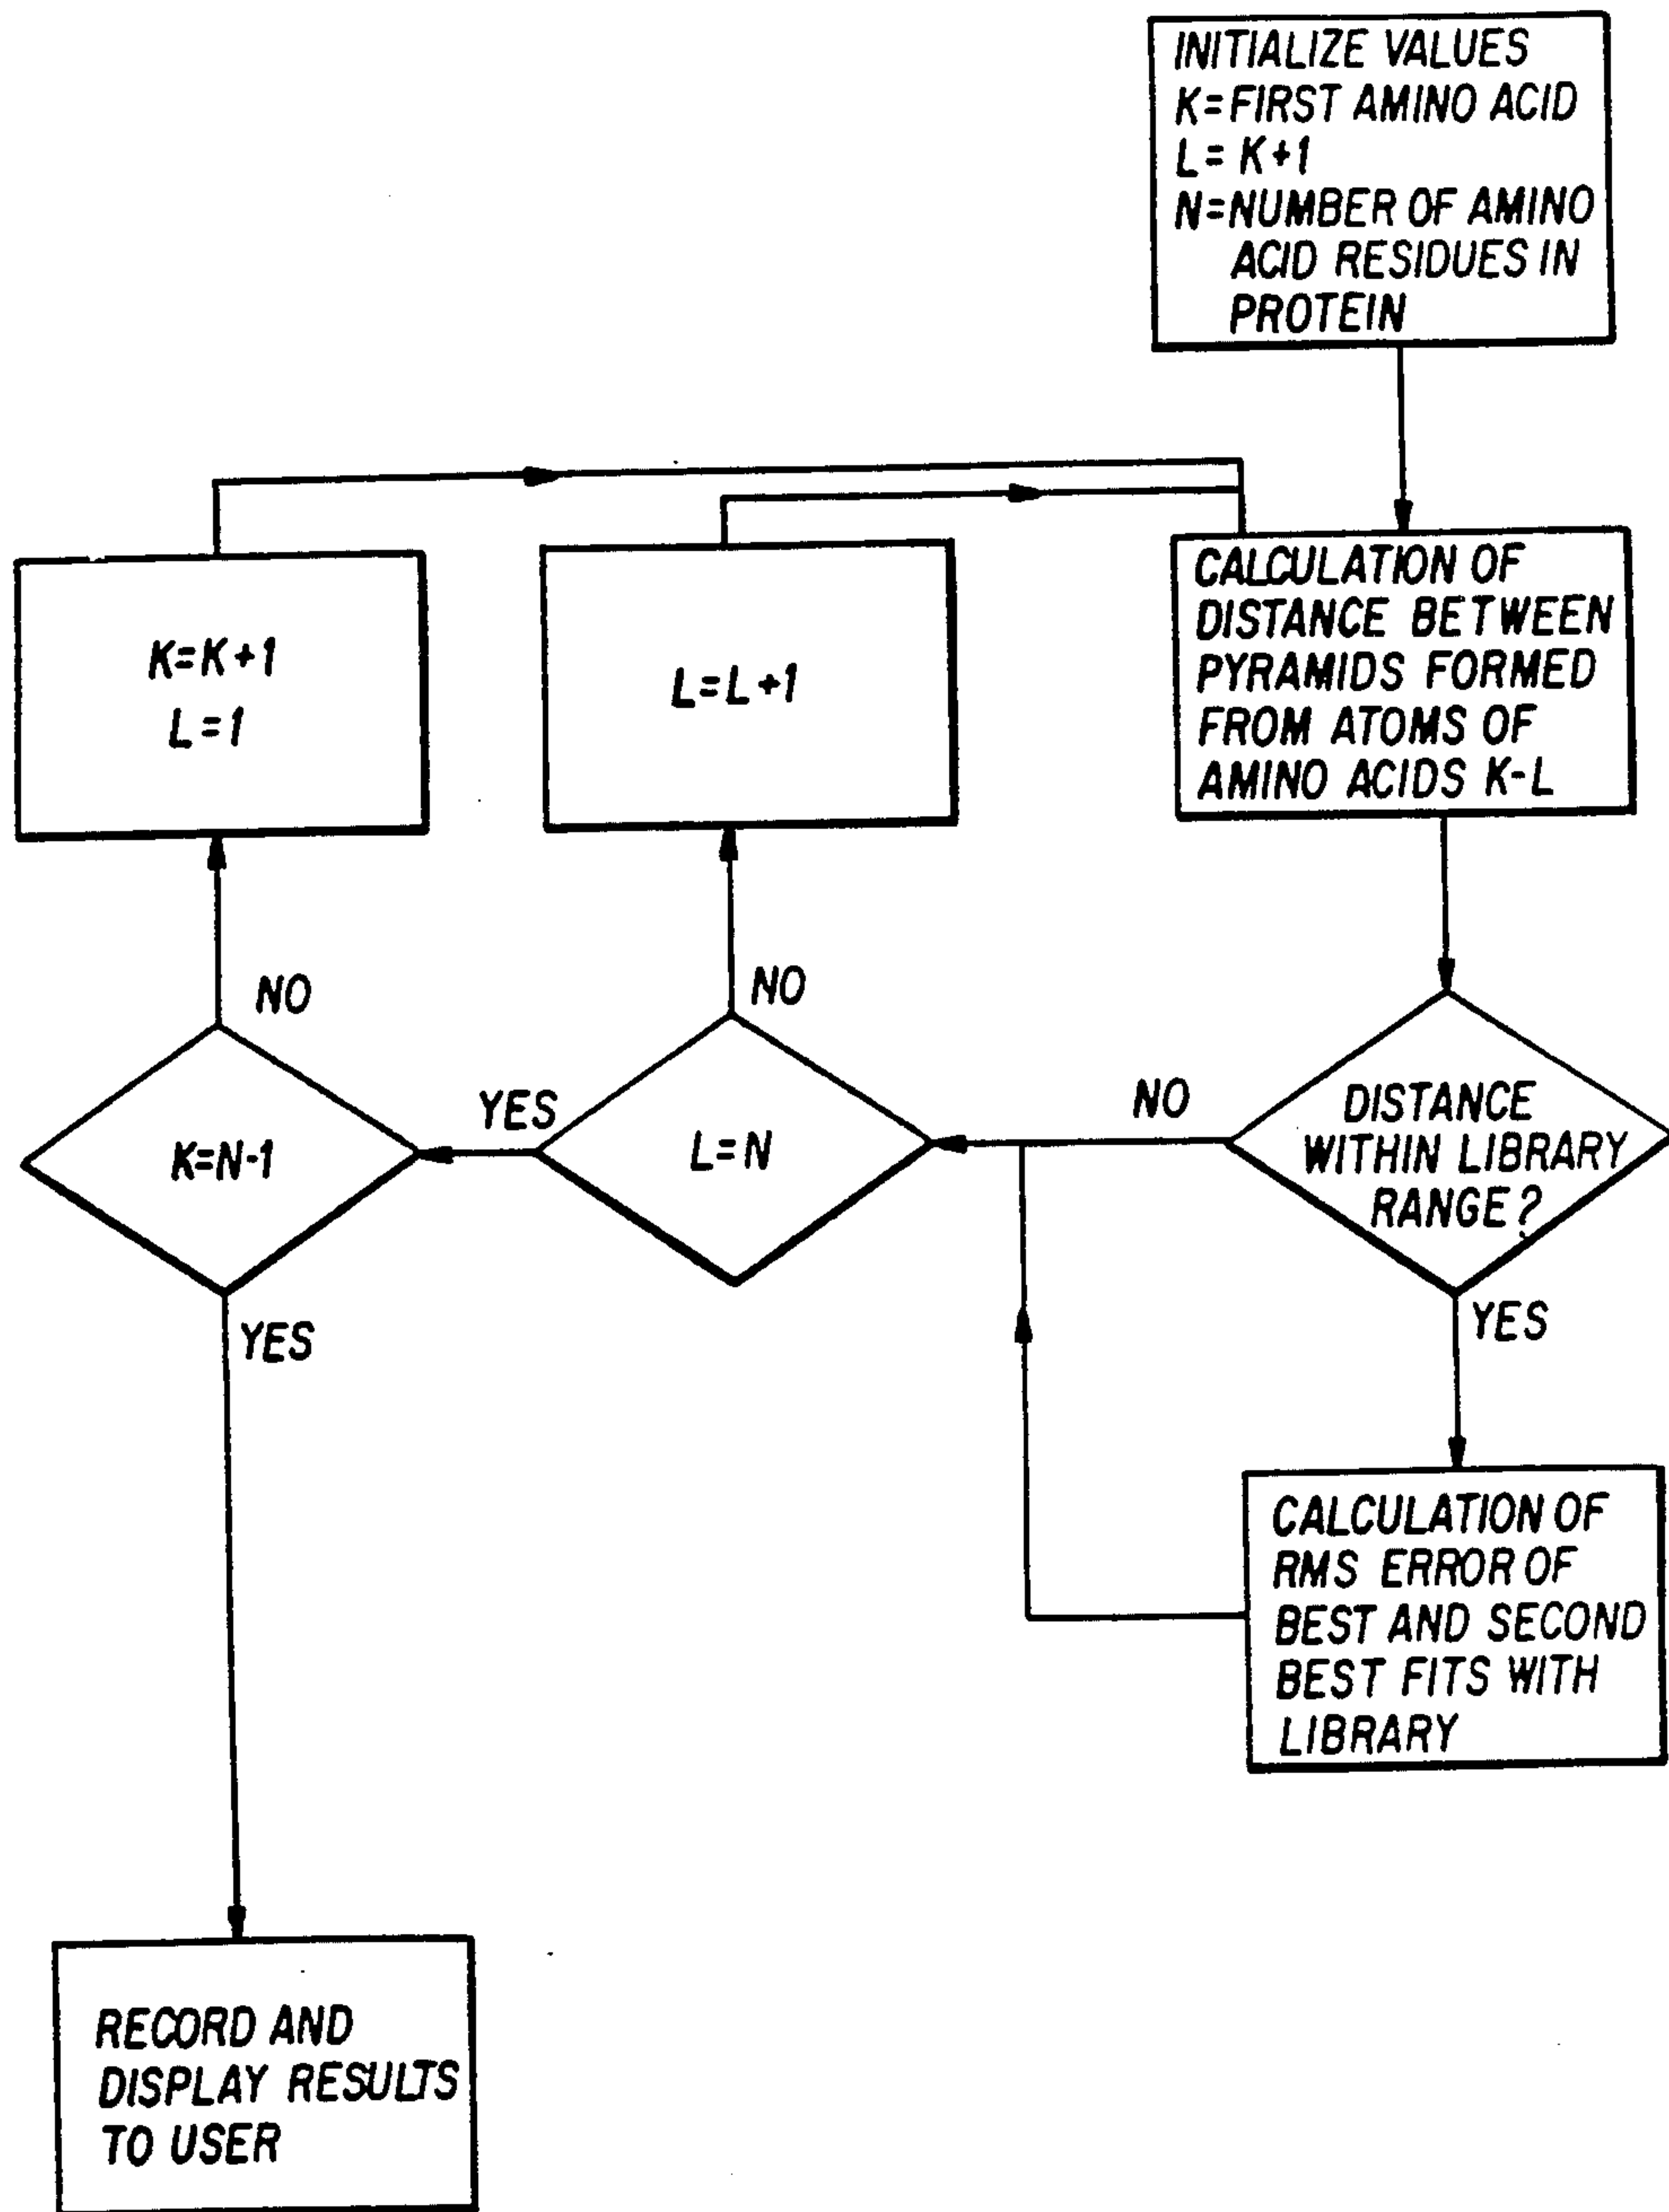 INITIALIZE VALUES
K=FIRST AMINO ACID
L=K+1
N=NUMBER OF AMINO
ACID RESIDUES IN
PROTEIN
CALCULATION OF
DISTANCE BETWEEN
PYRAMIDS FORMED
FROM ATOMS OF
AMINO ACIDS K-L
K=K+1
L=1
L=L+1
NO
NO
YES
NO
K=N-1
L=N
DISTANCE
WITHIN LIBRARY
RANGE?
YES
YES
CALCULATION OF
RMS ERROR OF
BEST AND SECOND
BEST FITS WITH
LIBRARY
RECORD AND
DISPLAY RESULTS
TO USER